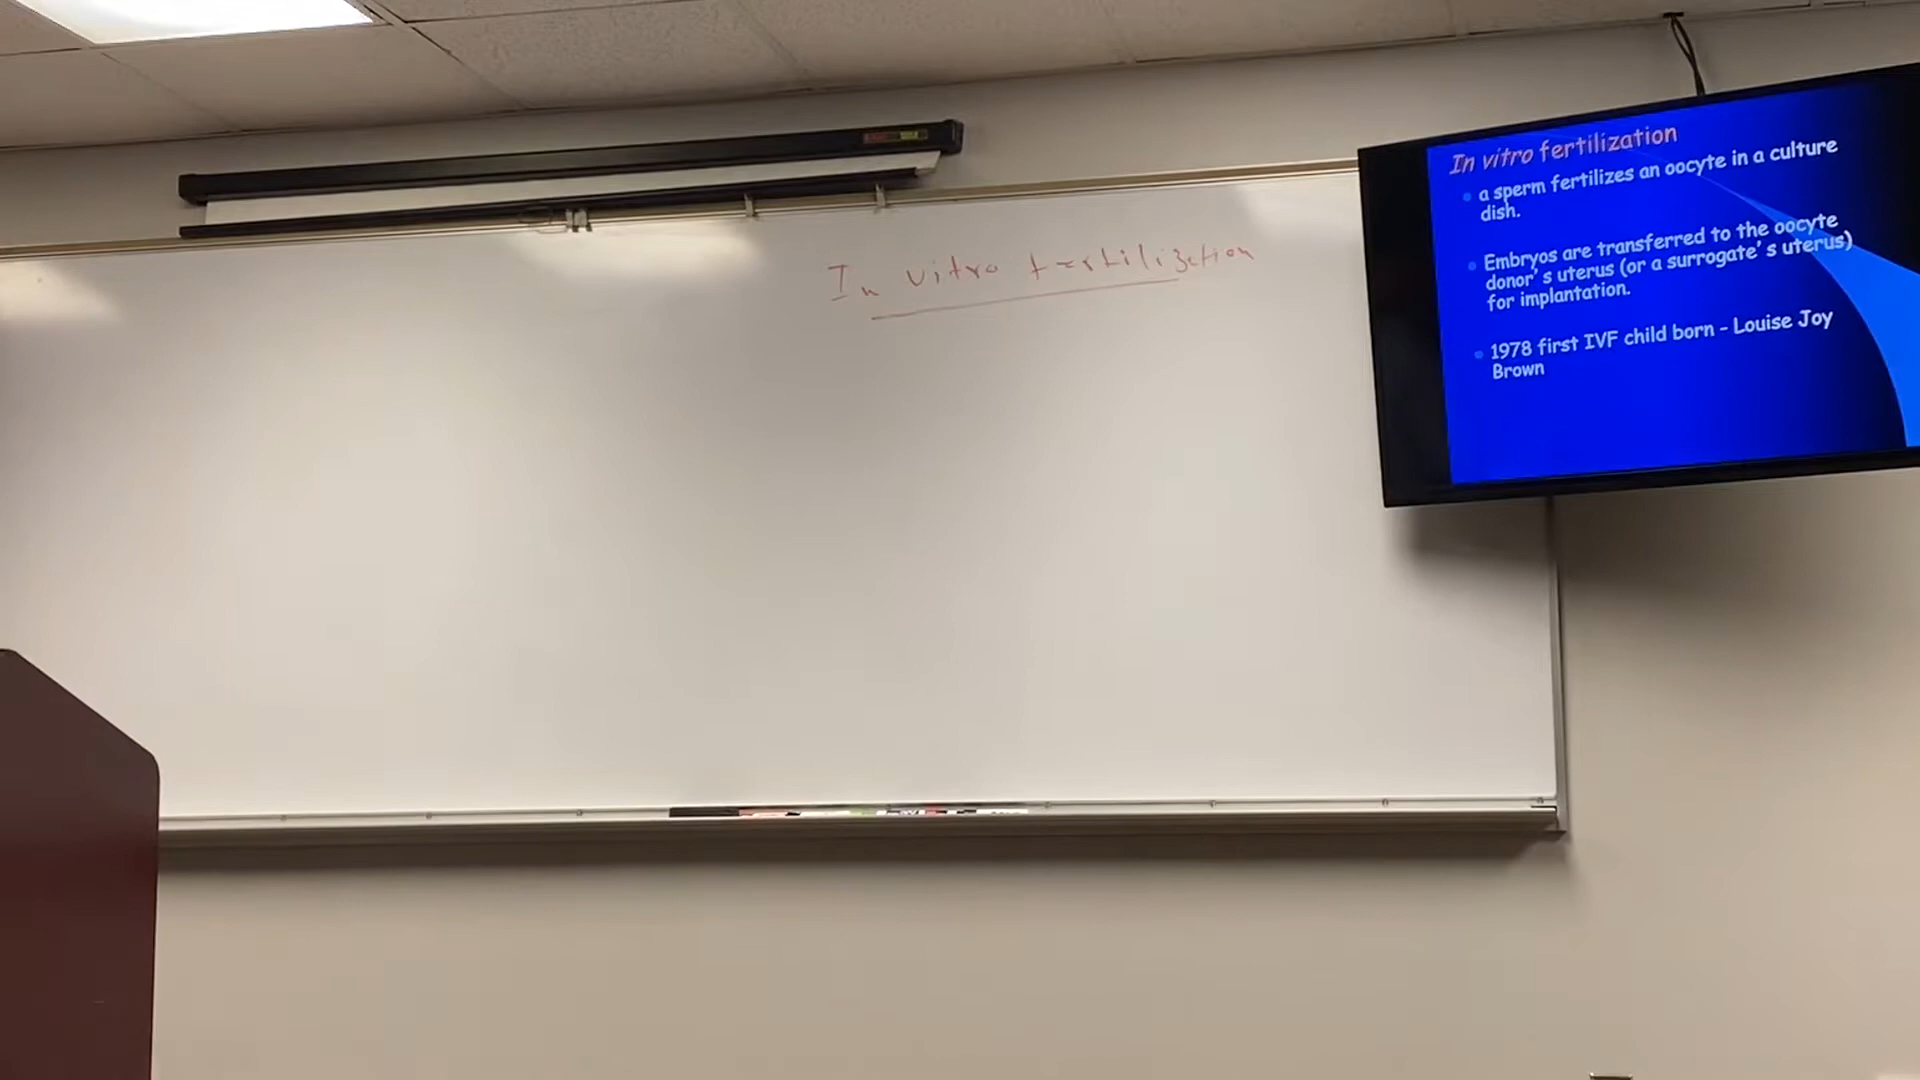 In vitro fertilization
In vitro fertilization
a sperm fertilizes an oocyte in a culture
dish.
Embryos are transferred to the oocyte
donor's uterus (or a surrogate's uterus)
for implantation.
1978 first IVF child born - Louise Joy
Brown